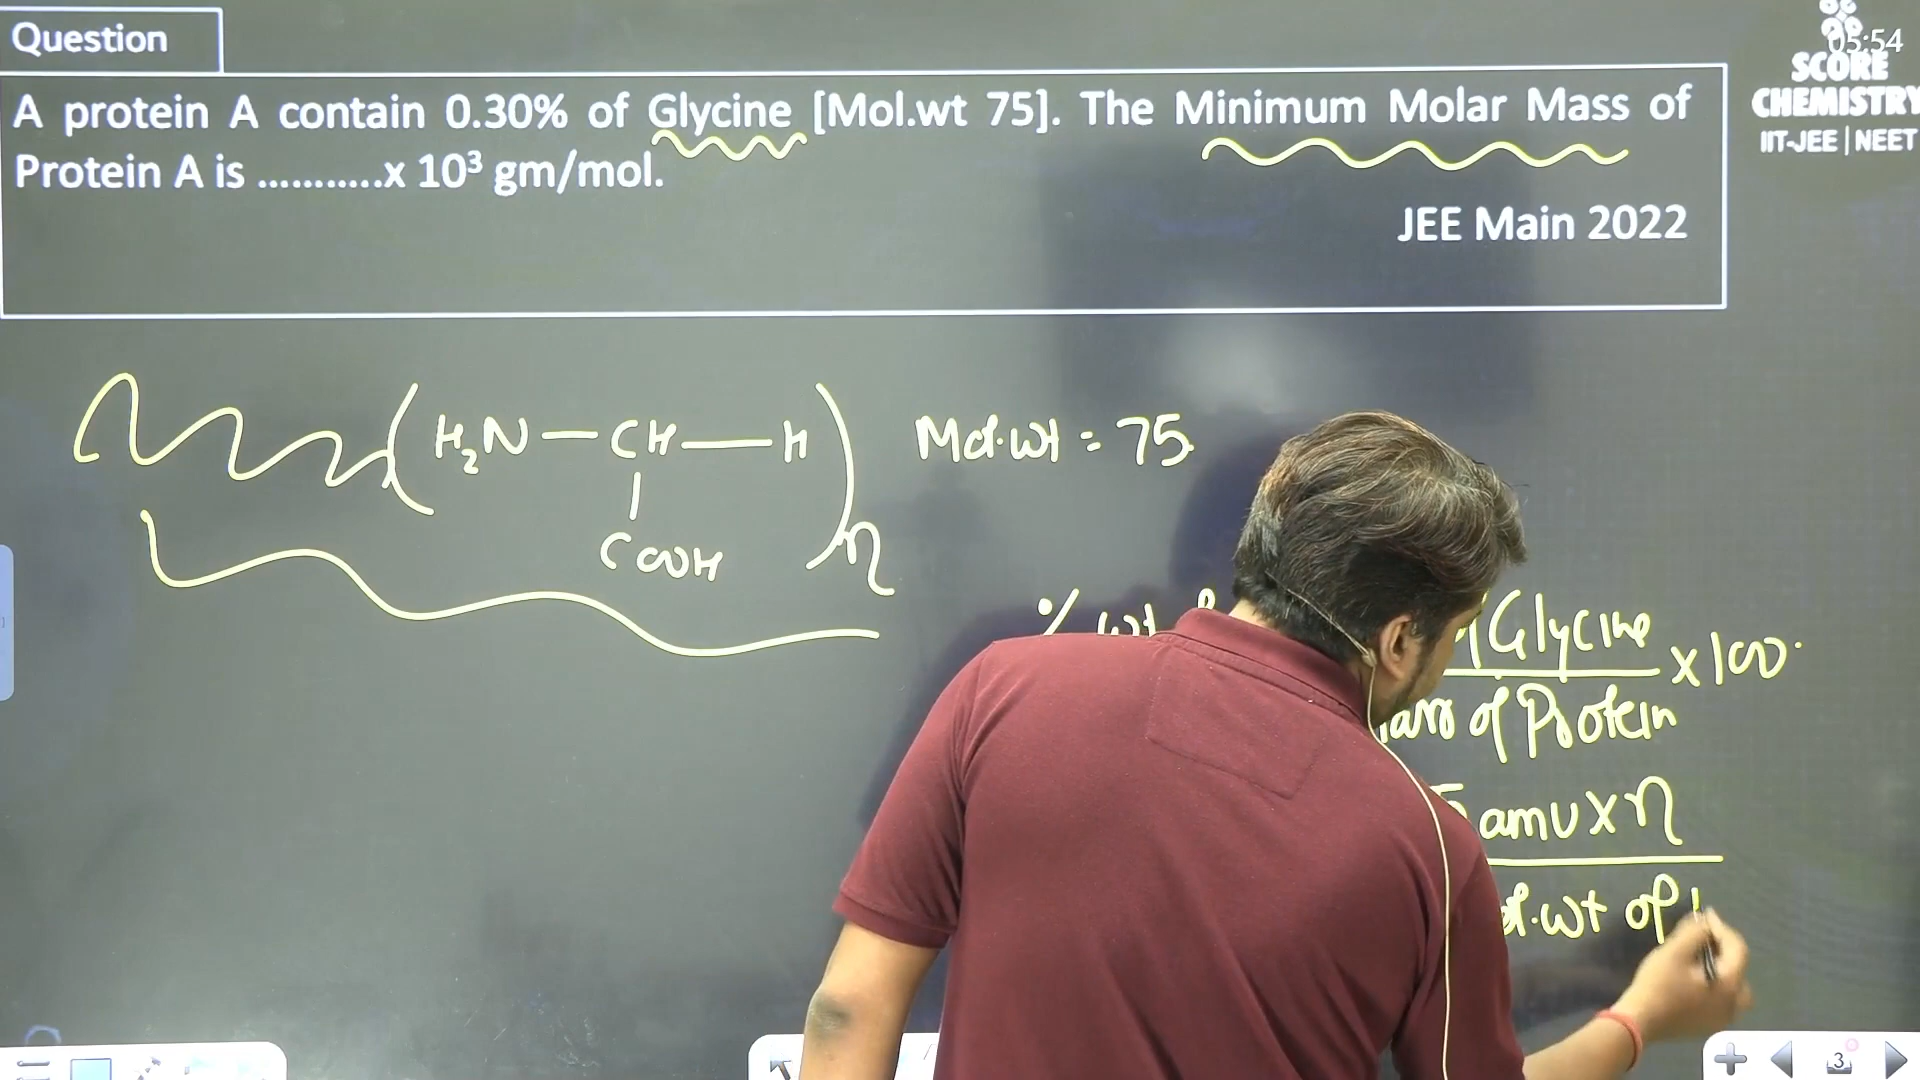 Question
05:54
SCORE
CHEMISTRY
IIT-JEE | NEET
A protein A contain 0.30% of Glycine [Mol.wt 75]. The Minimum Molar Mass of
Protein A is ...........x 10³ gm/mol.
JEE Main 2022
H₂N — CH — H
COOH
n
Mol.wt = 75
% wt
Glycine x 100
of Protein
amu x n
wt of
3